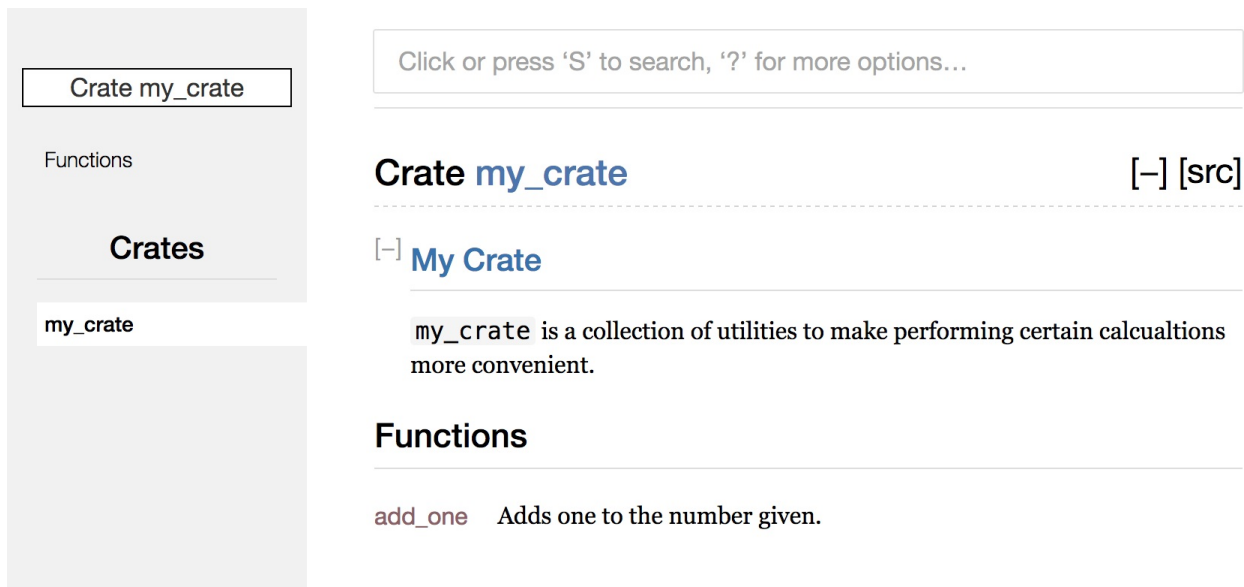 Crate my_crate
Functions
Crates
my_crate
Click or press ‘S’ to search, ‘?’ for more options…
Crate my_crate [–] [src]
[–] My Crate
my_crate is a collection of utilities to make performing certain calcualtions
more convenient.
Functions
add_one Adds one to the number given.